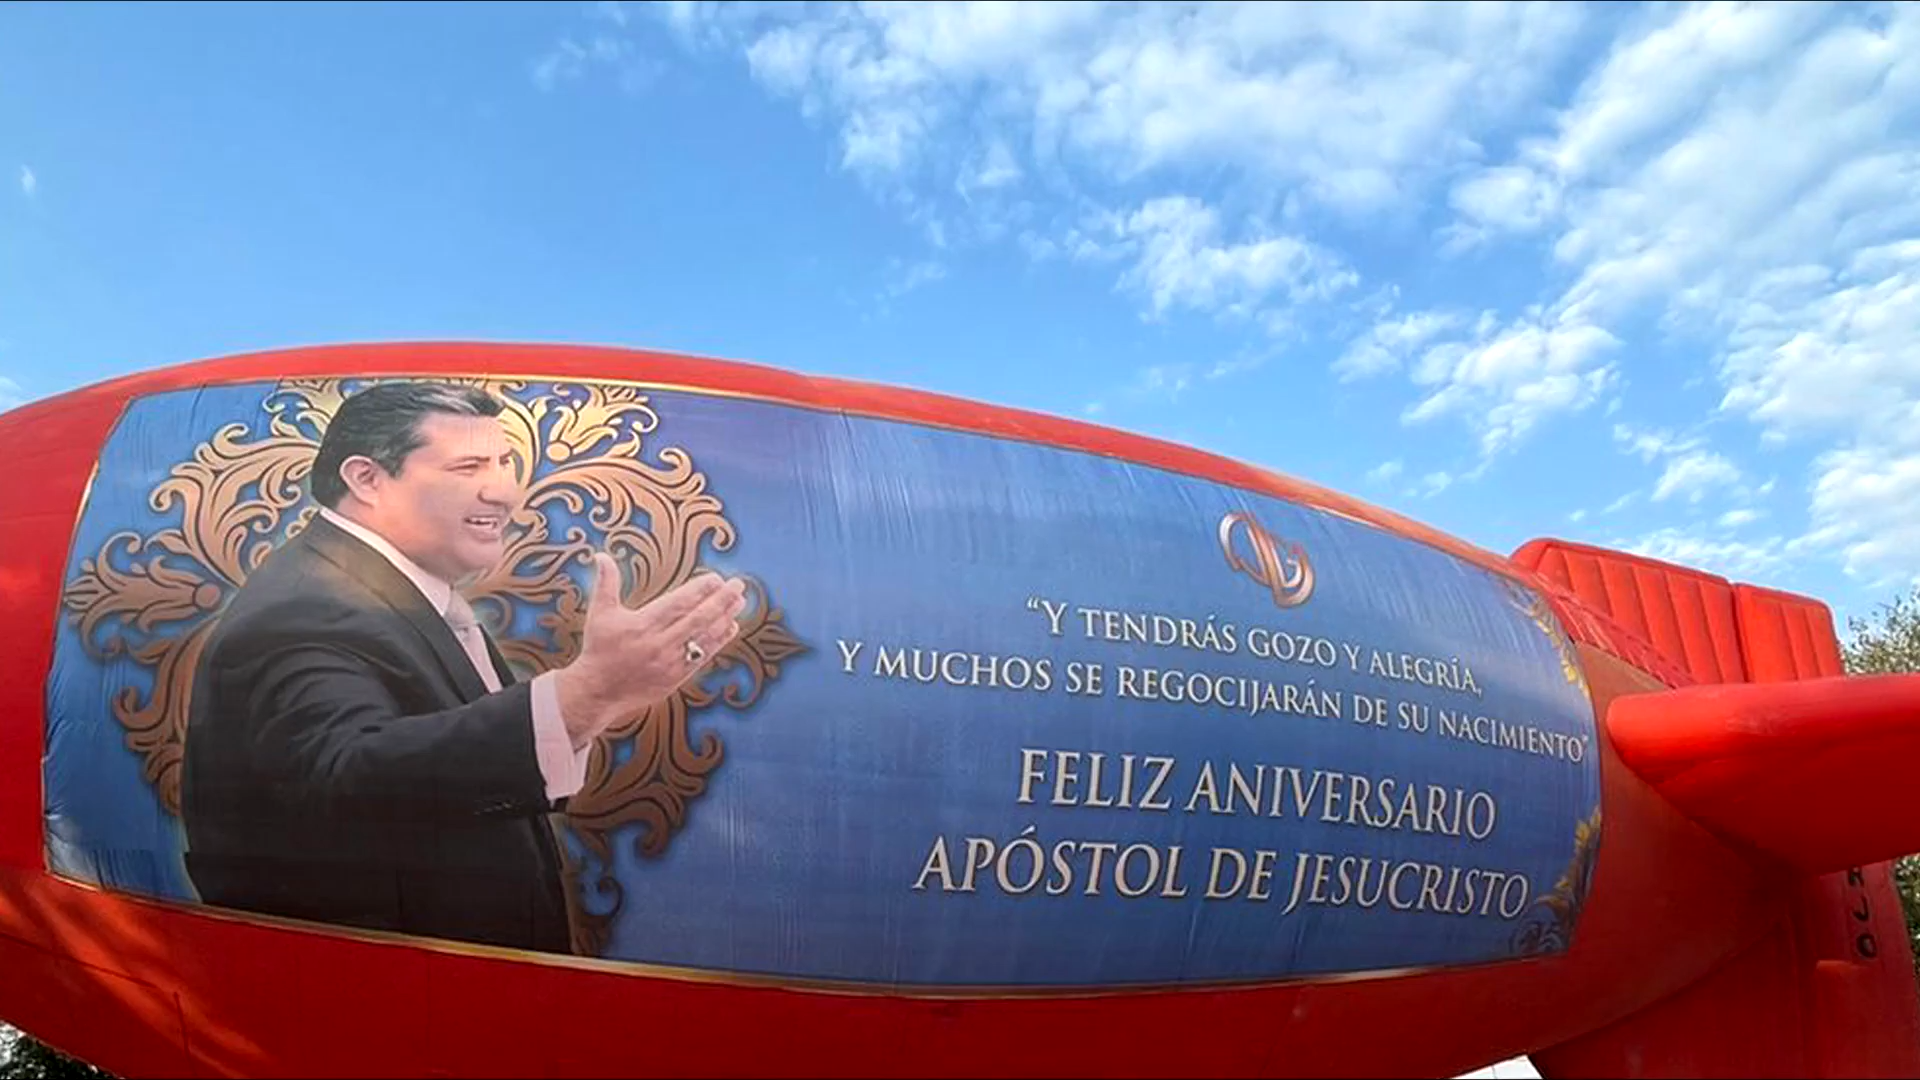 “Y TENDRÁS GOZO Y ALEGRÍA,
Y MUCHOS SE REGOCIJARÁN DE SU NACIMIENTO”
FELIZ ANIVERSARIO
APÓSTOL DE JESUCRISTO